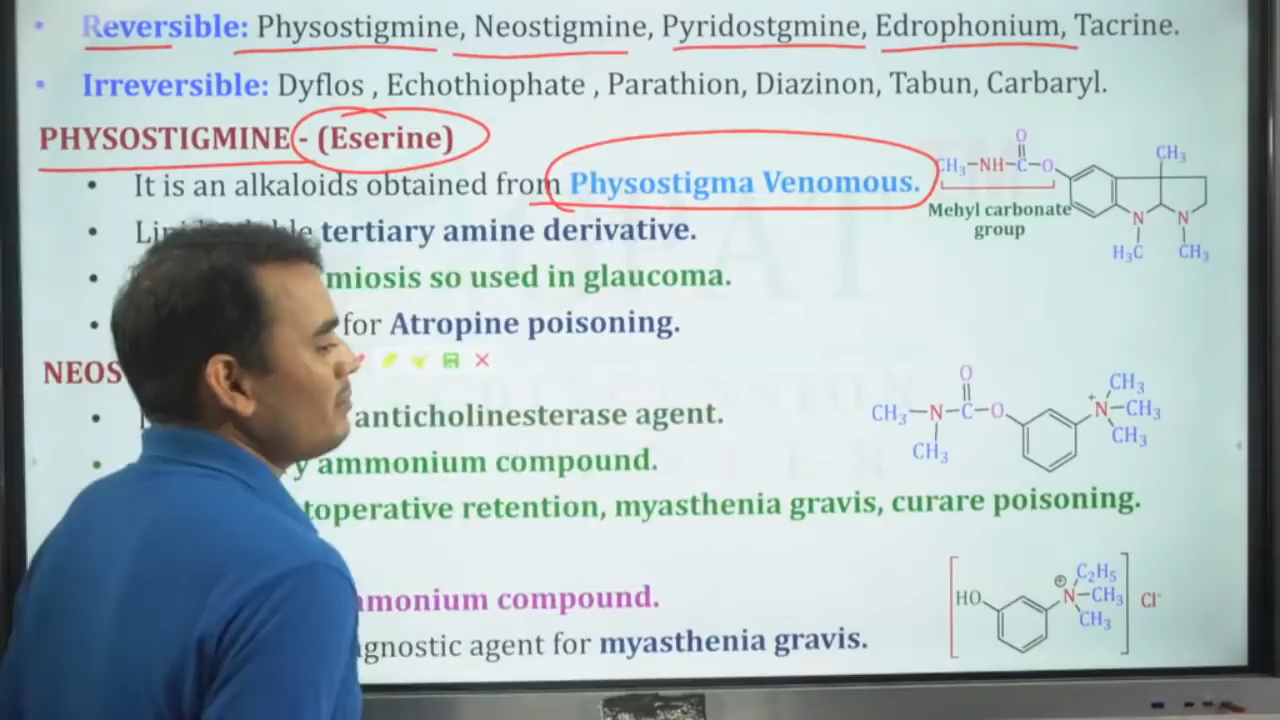 • Reversible: Physostigmine, Neostigmine, Pyridostgmine, Edrophonium, Tacrine.
• Irreversible: Dyflos , Echothiophate , Parathion, Diazinon, Tabun, Carbaryl.
PHYSOSTIGMINE - (Eserine)
• It is an alkaloids obtained from Physostigma Venomous.
• tertiary amine derivative.
• miosis so used in glaucoma.
• for Atropine poisoning.
O
CH₃-NH-C-O
CH₃
N N
H₃C CH₃
Mehyl carbonate
group
NEOS
• anticholinesterase agent.
• y ammonium compound.
toperative retention, myasthenia gravis, curare poisoning.
O
CH₃-N-C-O
CH₃
CH₃
+N-CH₃
CH₃
mmonium compound.
agnostic agent for myasthenia gravis.
HO
C₂H₅
⊕N-CH₃
CH₃
Cl⁻